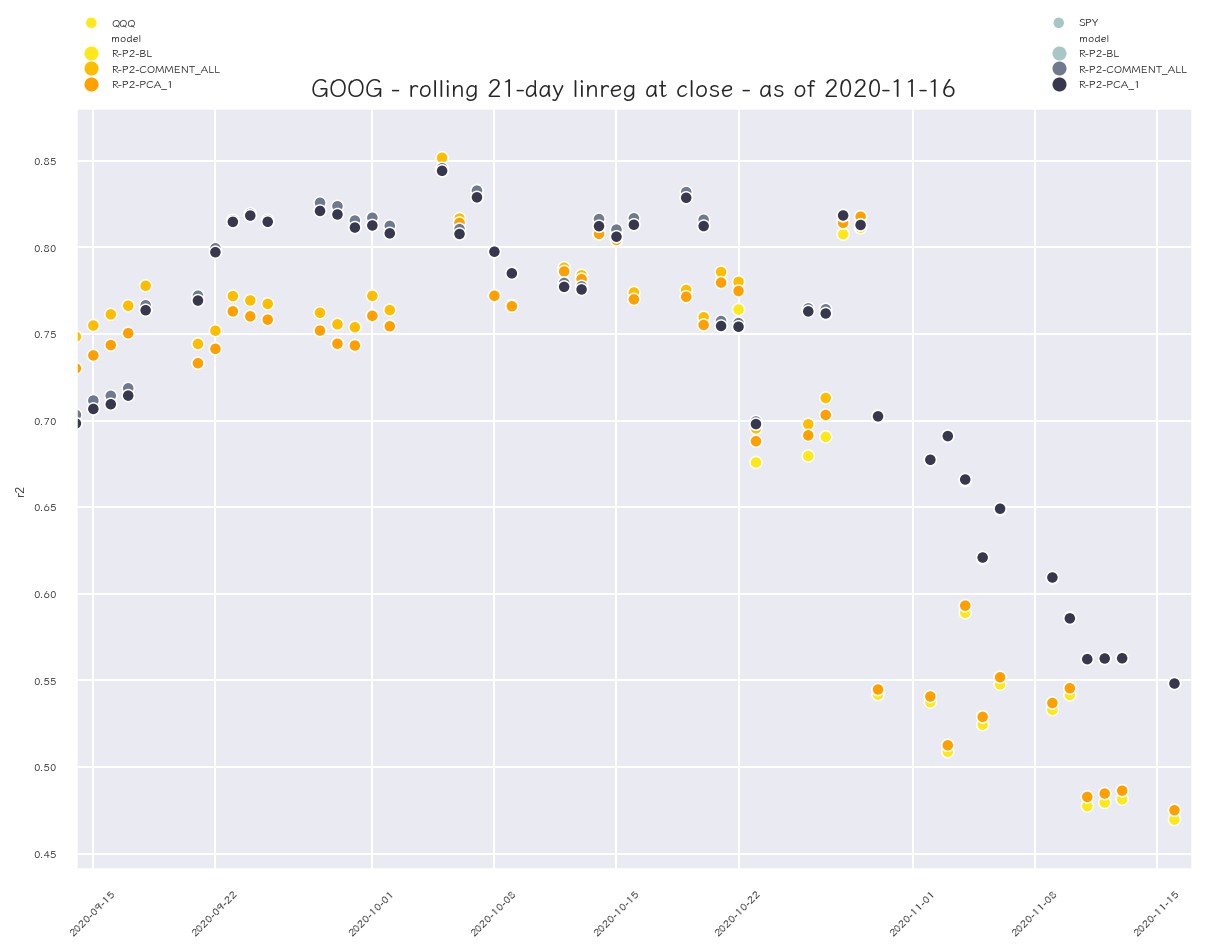 QQQ
model
R-P2-BL
R-P2-COMMENT_ALL
R-P2-PCA_1
SPY
model
R-P2-BL
R-P2-COMMENT_ALL
R-P2-PCA_1
GOOG - rolling 21-day linreg at close - as of 2020-11-16
0.85
0.80
0.75
0.70
0.65
0.60
0.55
0.50
0.45
r2
2020-09-15
2020-09-22
2020-10-01
2020-10-08
2020-10-15
2020-10-22
2020-11-01
2020-11-08
2020-11-15